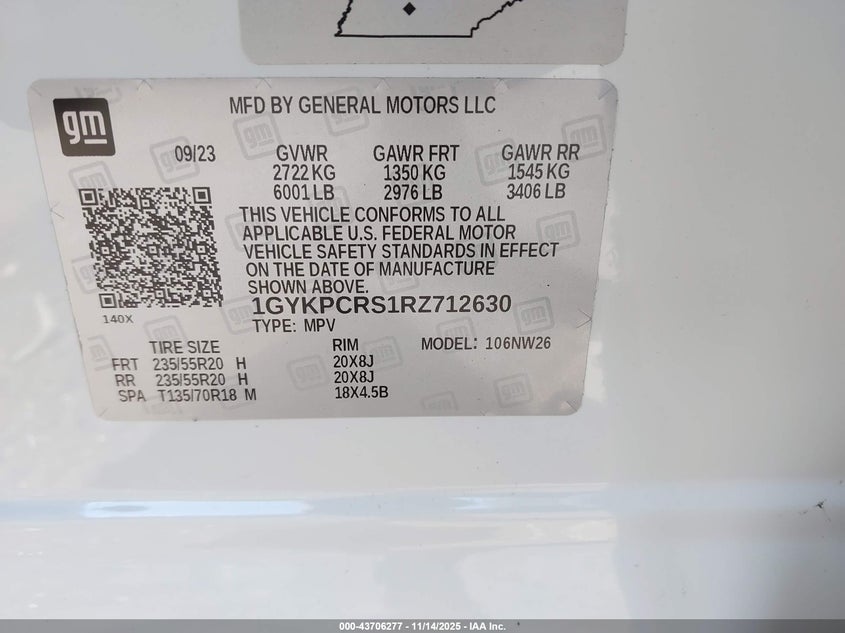 gm
MFD BY GENERAL MOTORS LLC
09/23 GVWR GAWR FRT GAWR RR
2722 KG 1350 KG 1545 KG
6001 LB 2976 LB 3406 LB
THIS VEHICLE CONFORMS TO ALL
APPLICABLE U.S. FEDERAL MOTOR
VEHICLE SAFETY STANDARDS IN EFFECT
ON THE DATE OF MANUFACTURE
SHOWN ABOVE.
140X
1GYKPCRS1RZ712630
TYPE: MPV
TIRE SIZE RIM MODEL: 106NW26
FRT 235/55R20 H 20X8J
RR 235/55R20 H 20X8J
SPA T135/70R18 M 18X4.5B
000-43706277 - 11/14/2025 - IAA Inc.